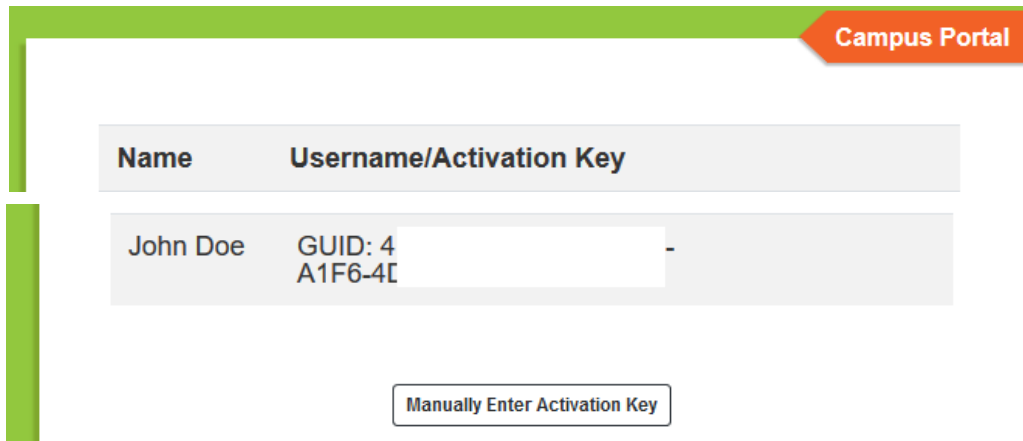 Campus Portal
Name Username/Activation Key
John Doe GUID: 4 -
A1F6-4D
Manually Enter Activation Key